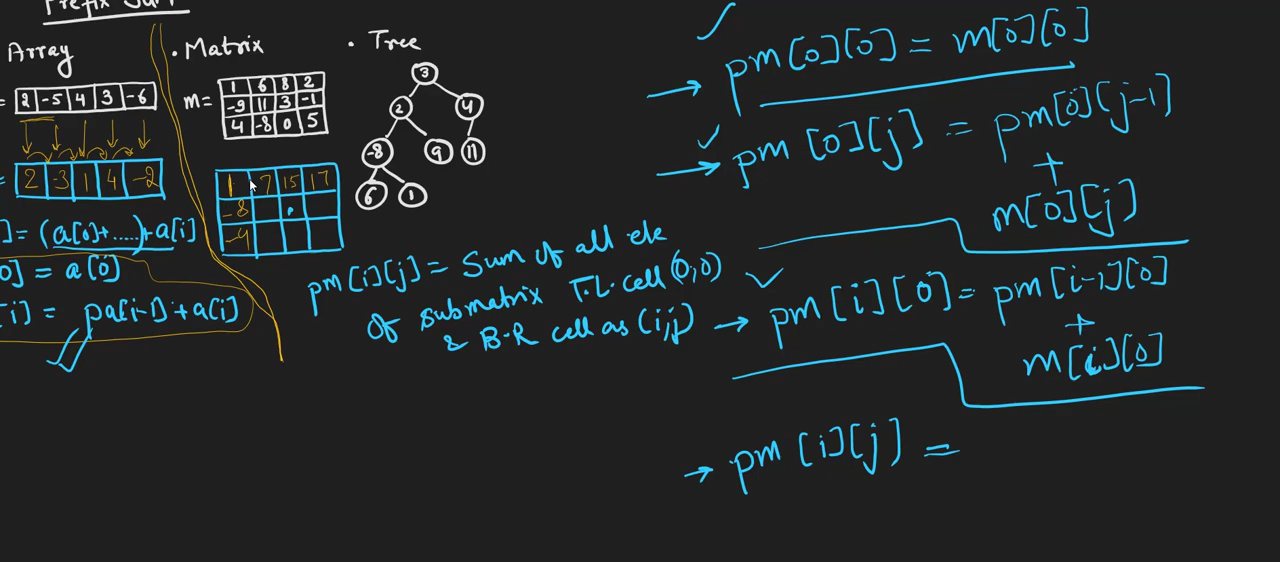 Prefix Sum
Array
2 -5 4 3 -6
2 -3 1 4 -2
]= (a[0]+.....)+a[i]
0] = a[0]
[i] = pa[i-1]+a[i]
• Matrix
m=
1 6 8 2
-9 11 3 -1
4 -8 0 5
1 7 15 17
-8
-4
• Tree
3
2 4
-8 9 11
6 1
pm[i][j]= Sum of all ele
of submatrix T.L. cell (0,0)
& B-R cell as (i,j)
→ pm[0][0] = m[0][0]
→ pm[0][j] = pm[0][j-1]
+
m[0][j]
→ pm[i][0]= pm[i-1][0]
+
m[i][0]
→ pm[i][j] =